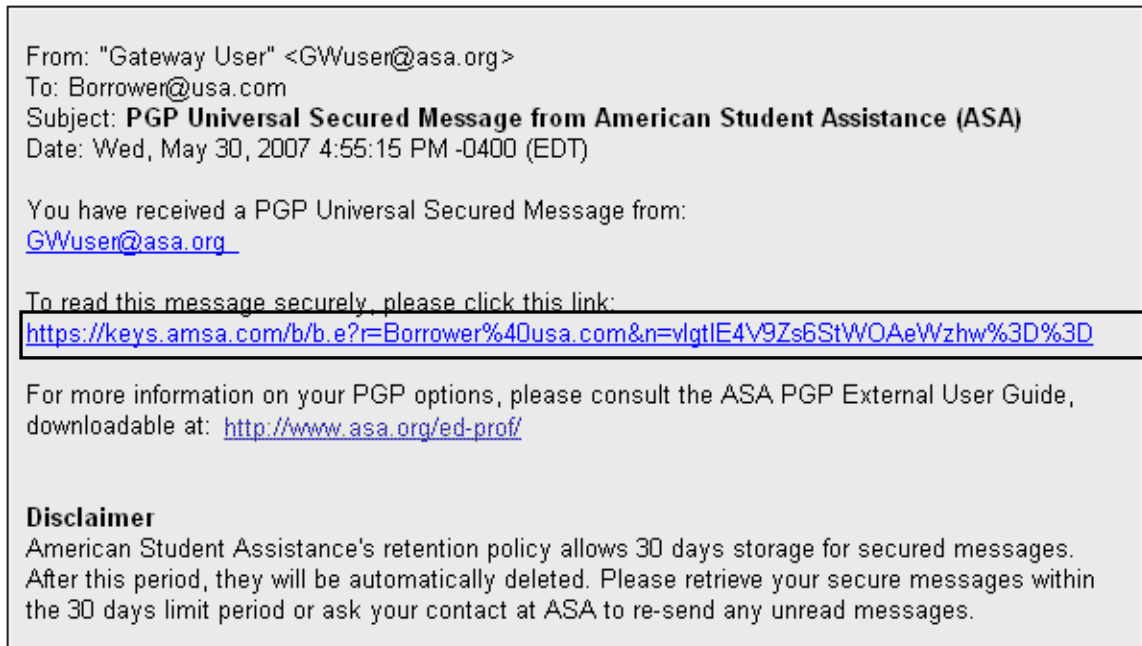 From: "Gateway User" <GWuser@asa.org>
To: Borrower@usa.com
Subject: PGP Universal Secured Message from American Student Assistance (ASA)
Date: Wed, May 30, 2007 4:55:15 PM -0400 (EDT)
You have received a PGP Universal Secured Message from:
GWuser@asa.org
To read this message securely, please click this link:
https://keys.amsa.com/b/b.e?r=Borrower%40usa.com&n=vlgtlE4V9Zs6StWOAeWzhw%3D%3D
For more information on your PGP options, please consult the ASA PGP External User Guide,
downloadable at: http://www.asa.org/ed-prof/
Disclaimer
American Student Assistance's retention policy allows 30 days storage for secured messages.
After this period, they will be automatically deleted. Please retrieve your secure messages within
the 30 days limit period or ask your contact at ASA to re-send any unread messages.